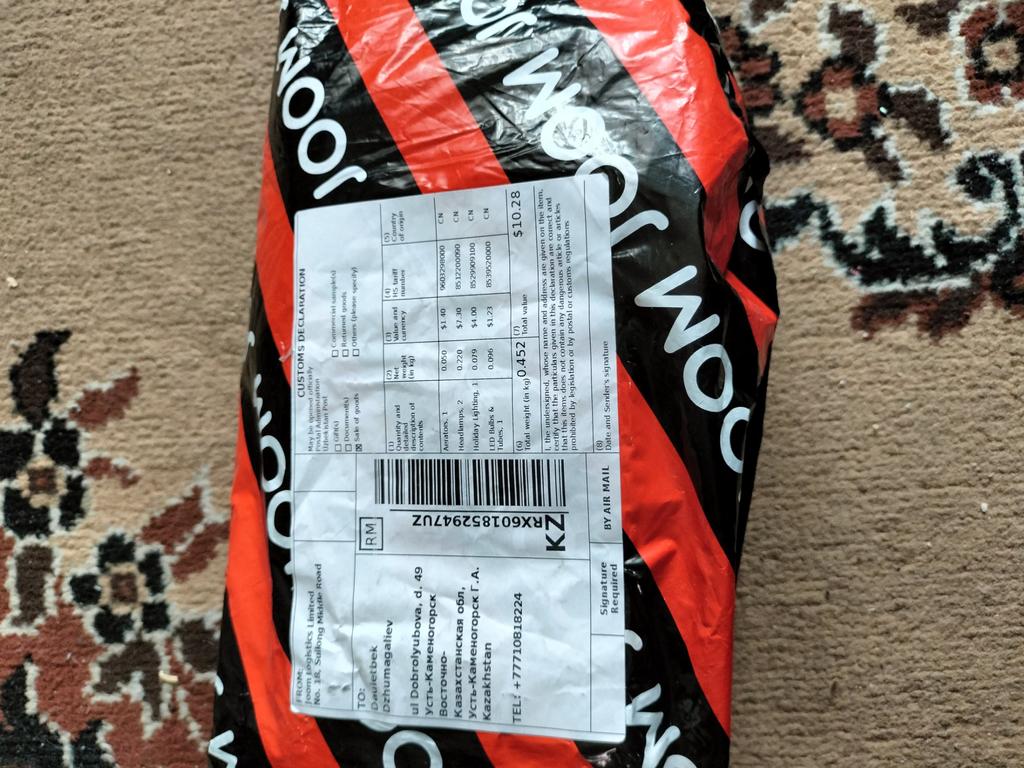 JOOM
JOOM
JOOM
FROM:
Joom Logistics Limited
No. 18, Suilong Middle Road
TO:
Dauletbek
Dzhumagaliev
ul Dobrolyubova, d. 49
Усть-Каменогорск
Восточно-
Казахстанская обл,
Усть-Каменогорск Г.А.
Kazakhstan
TEL: +77710818224
RM
RX601852947UZ
KZ
Signature
Required
BY AIR MAIL
CUSTOMS DECLARATION
May be opened officially
Postal Administration
Uzbekistan Post
Gift(s)
Commercial sample(s)
Document(s)
Returned goods
Sale of goods
Others (please specify)
(1) Quantity and detailed description of contents
(2) Net weight (in kg)
(3) Value and currency
(4) HS tariff number
(5) Country of origin
Aerators, 1 0.050 $1.40 9603298000 CN
Headlamps, 2 0.220 $7.30 8512200090 CN
Holiday Lighting, 1 0.079 $4.00 8529909100 CN
LED Bulbs & Tubes, 1 0.096 $1.23 8539520000 CN
(6) Total weight (in kg) 0.452
(7) Total value $10.28
I, the undersigned, whose name and address are given on the item,
certify that the particulars given in this declaration are correct and
that this items does not contain any dangerous article or articles
prohibited by legislation or by postal or customs regulations
(8)
Date and Sender's signature